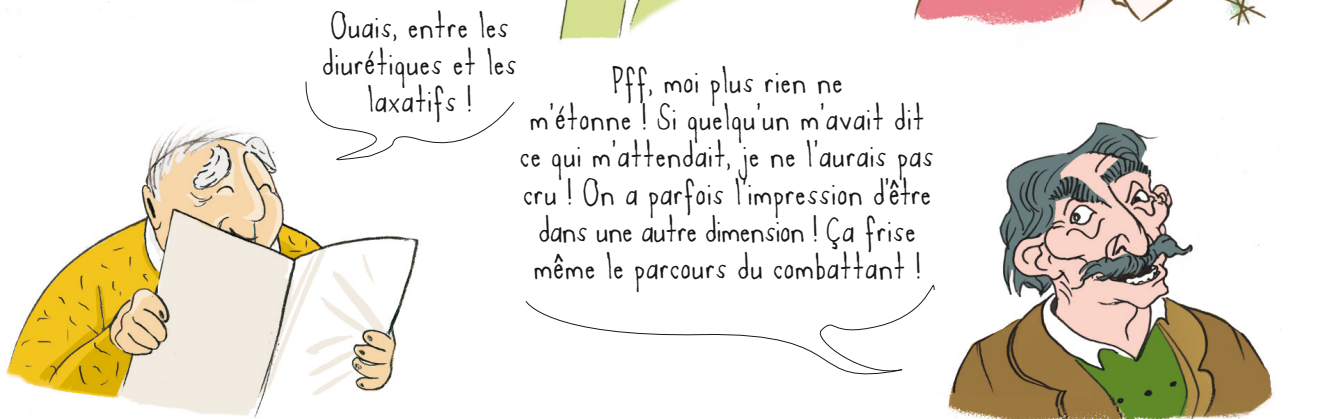 Ouais, entre les
diurétiques et les
laxatifs !
Pff, moi plus rien ne
m'étonne ! Si quelqu'un m'avait dit
ce qui m'attendait, je ne l'aurais pas
cru ! On a parfois l'impression d'être
dans une autre dimension ! Ça frise
même le parcours du combattant !